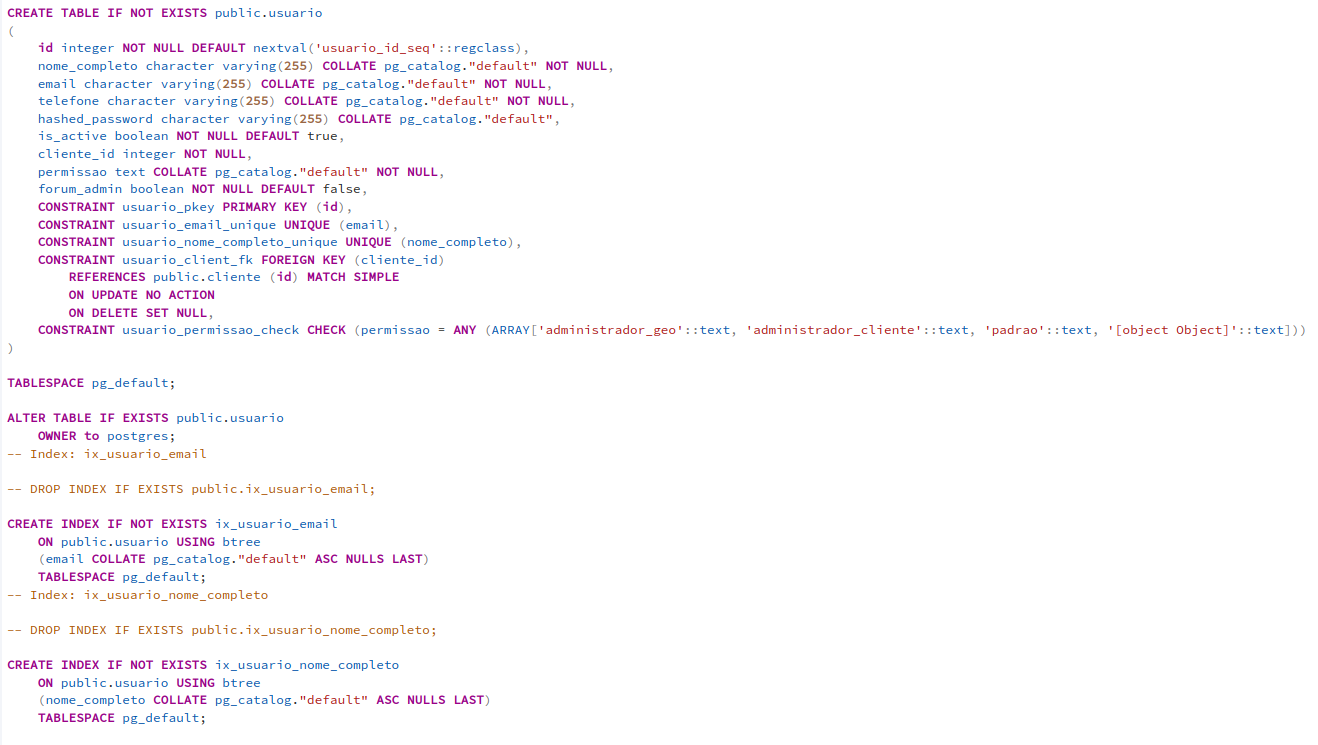 CREATE TABLE IF NOT EXISTS public.usuario
(
    id integer NOT NULL DEFAULT nextval('usuario_id_seq'::regclass),
    nome_completo character varying(255) COLLATE pg_catalog."default" NOT NULL,
    email character varying(255) COLLATE pg_catalog."default" NOT NULL,
    telefone character varying(255) COLLATE pg_catalog."default" NOT NULL,
    hashed_password character varying(255) COLLATE pg_catalog."default",
    is_active boolean NOT NULL DEFAULT true,
    cliente_id integer NOT NULL,
    permissao text COLLATE pg_catalog."default" NOT NULL,
    forum_admin boolean NOT NULL DEFAULT false,
    CONSTRAINT usuario_pkey PRIMARY KEY (id),
    CONSTRAINT usuario_email_unique UNIQUE (email),
    CONSTRAINT usuario_nome_completo_unique UNIQUE (nome_completo),
    CONSTRAINT usuario_client_fk FOREIGN KEY (cliente_id)
        REFERENCES public.cliente (id) MATCH SIMPLE
        ON UPDATE NO ACTION
        ON DELETE SET NULL,
    CONSTRAINT usuario_permissao_check CHECK (permissao = ANY (ARRAY['administrador_geo'::text, 'administrador_cliente'::text, 'padrao'::text, '[object Object]'::text]))
)

TABLESPACE pg_default;

ALTER TABLE IF EXISTS public.usuario
    OWNER to postgres;
-- Index: ix_usuario_email

-- DROP INDEX IF EXISTS public.ix_usuario_email;

CREATE INDEX IF NOT EXISTS ix_usuario_email
    ON public.usuario USING btree
    (email COLLATE pg_catalog."default" ASC NULLS LAST)
    TABLESPACE pg_default;
-- Index: ix_usuario_nome_completo

-- DROP INDEX IF EXISTS public.ix_usuario_nome_completo;

CREATE INDEX IF NOT EXISTS ix_usuario_nome_completo
    ON public.usuario USING btree
    (nome_completo COLLATE pg_catalog."default" ASC NULLS LAST)
    TABLESPACE pg_default;